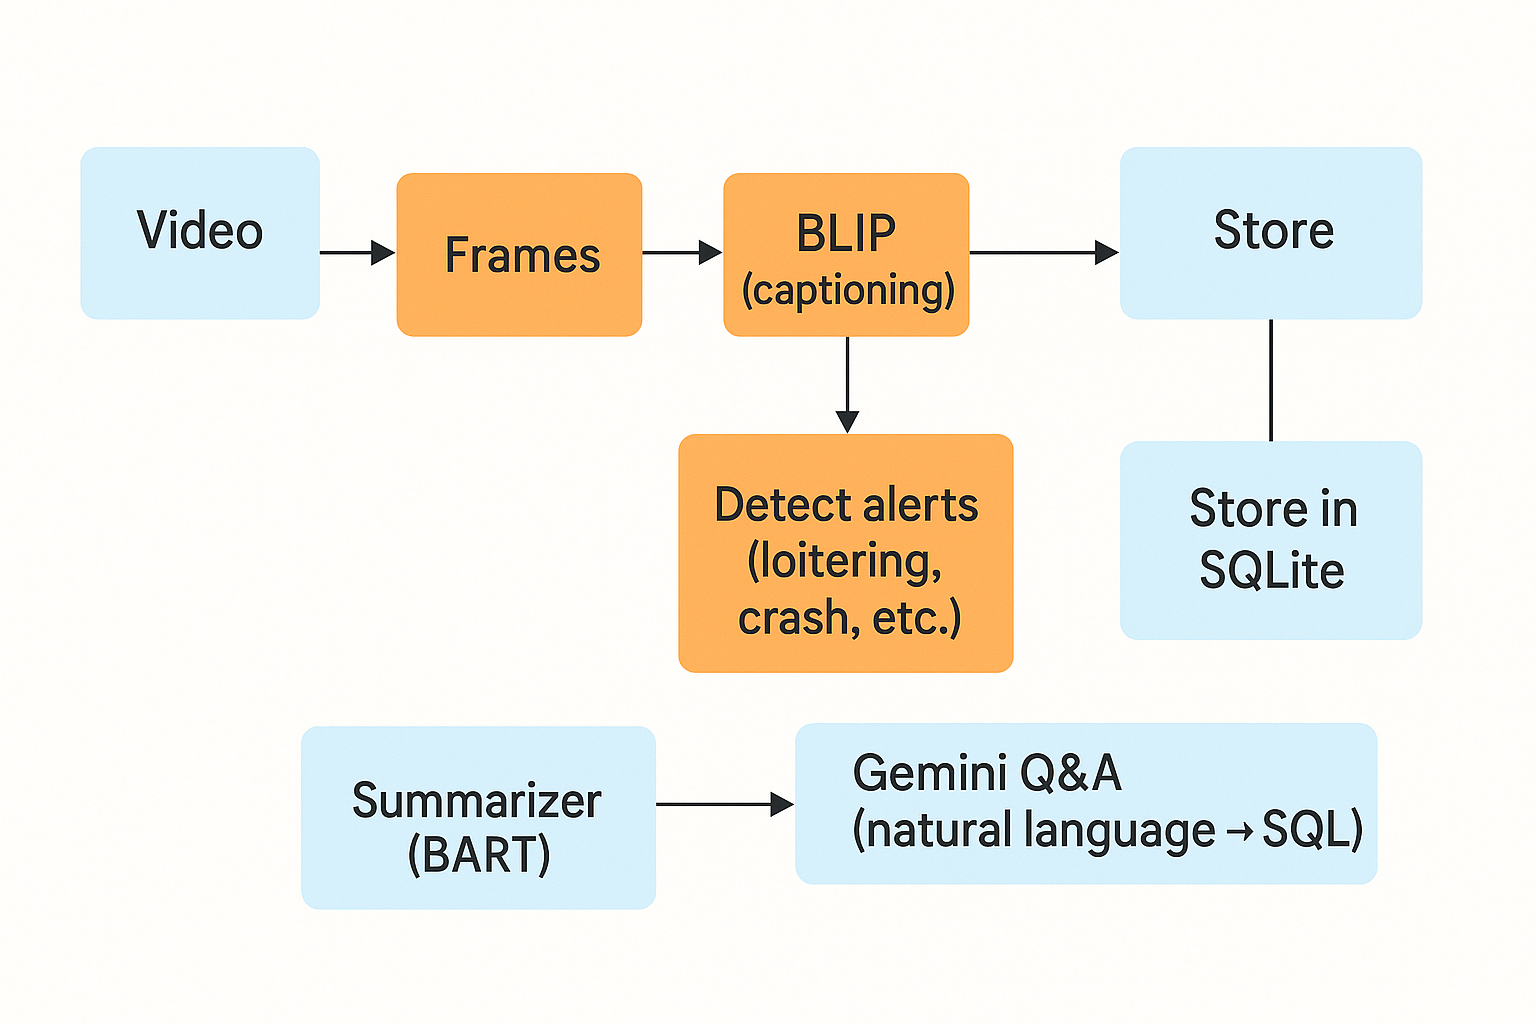 Video
Frames
BLIP
(captioning)
Store
Detect alerts
(loitering,
crash, etc.)
Store in
SQLite
Summarizer
(BART)
Gemini Q&A
(natural language → SQL)